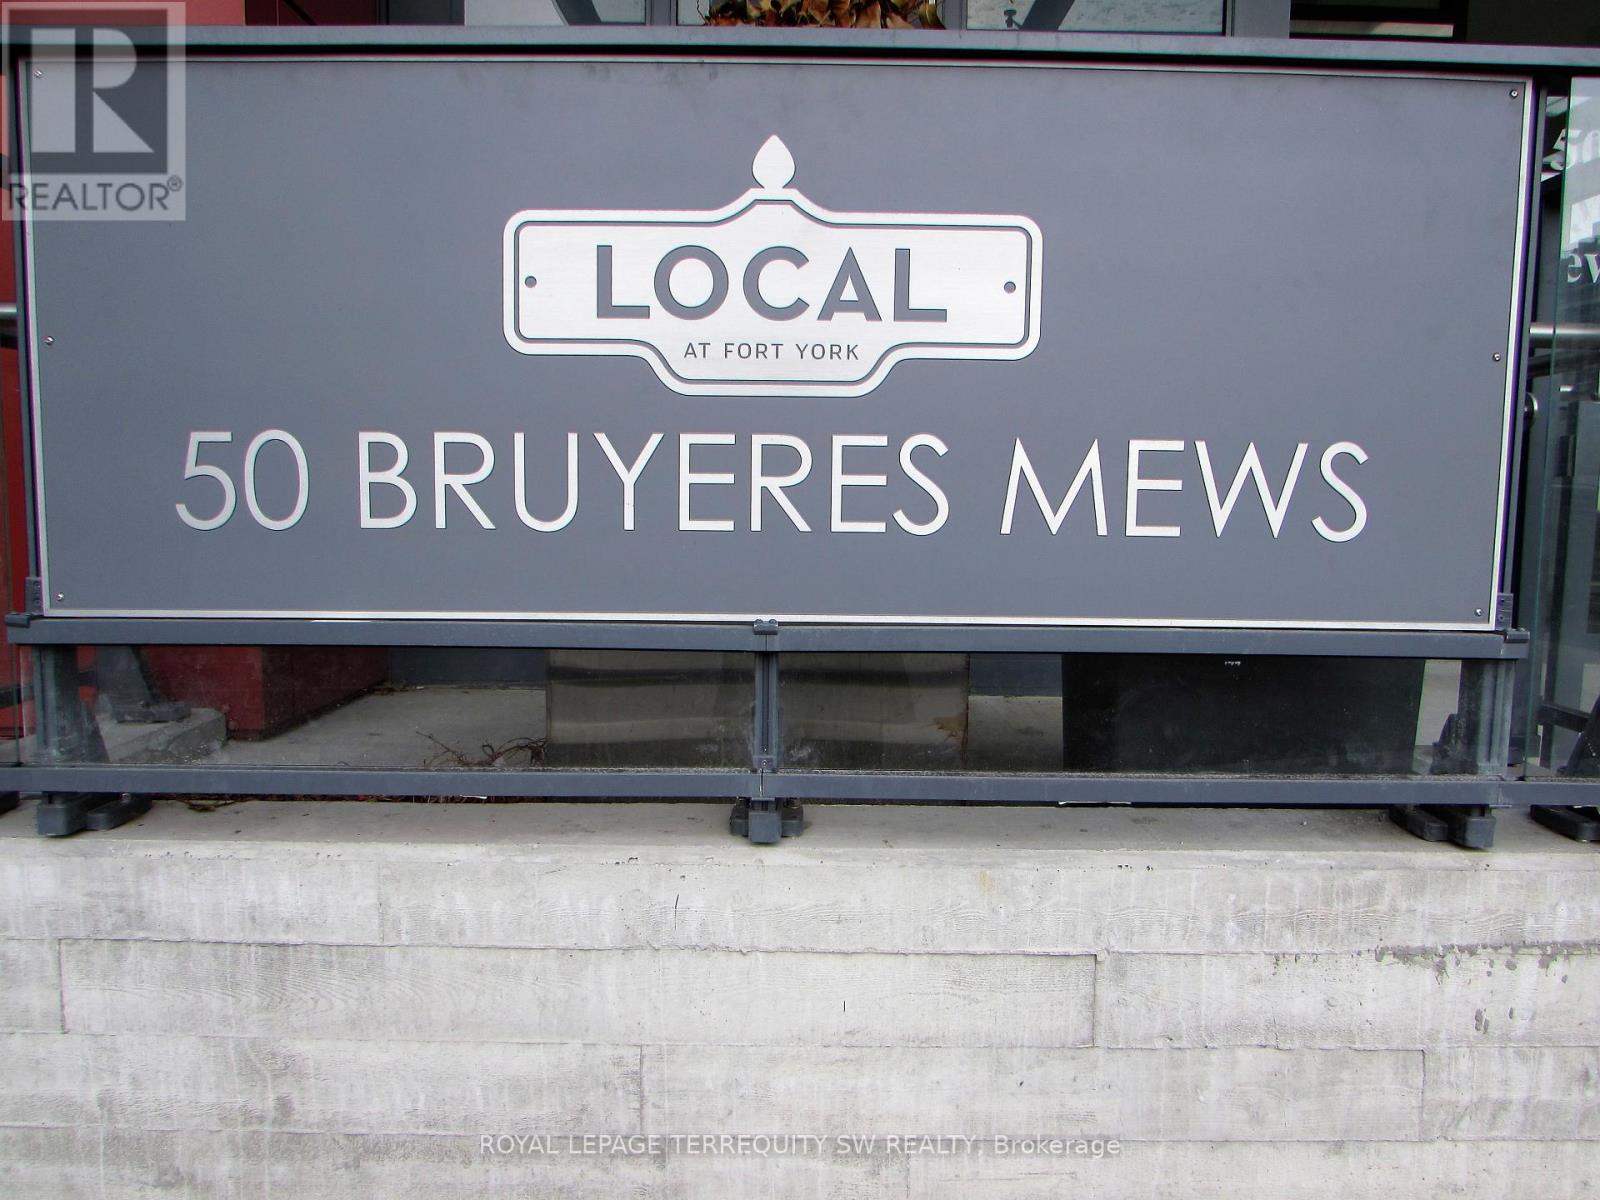 REALTOR®
LOCAL
AT FORT YORK
50 BRUYERES MEWS
ROYAL LEPAGE TERREQUITY SW REALTY, Brokerage